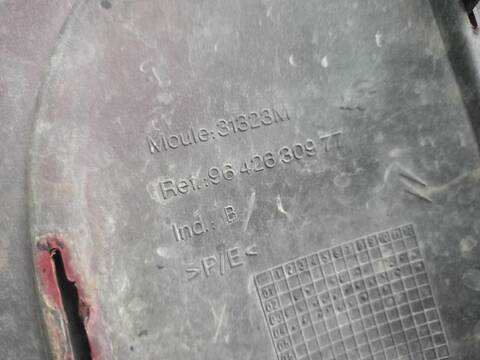 Moule: 31323M
Ref.: 96 426 309 77
Ind.: B
>P/E<